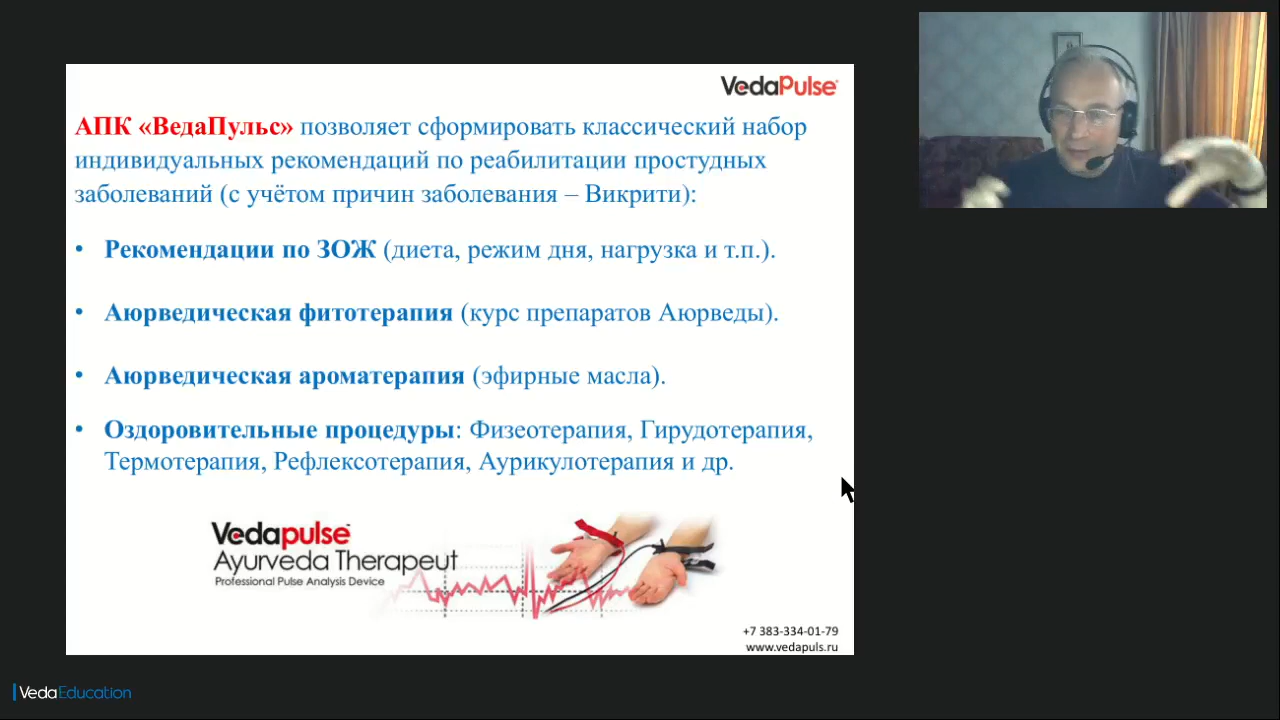 VedaPulse
АПК «ВедаПульс» позволяет сформировать классический набор
индивидуальных рекомендаций по реабилитации простудных
заболеваний (с учётом причин заболевания – Викрити):
• Рекомендации по ЗОЖ (диета, режим дня, нагрузка и т.п.).
• Аюрведическая фитотерапия (курс препаратов Аюрведы).
• Аюрведическая ароматерапия (эфирные масла).
• Оздоровительные процедуры: Физеотерапия, Гирудотерапия,
Термотерапия, Рефлексотерапия, Аурикулотерапия и др.
Vedapulse
Ayurveda Therapeut
Professional Pulse Analysis Device
+7 383-334-01-79
www.vedapuls.ru
VedaEducation